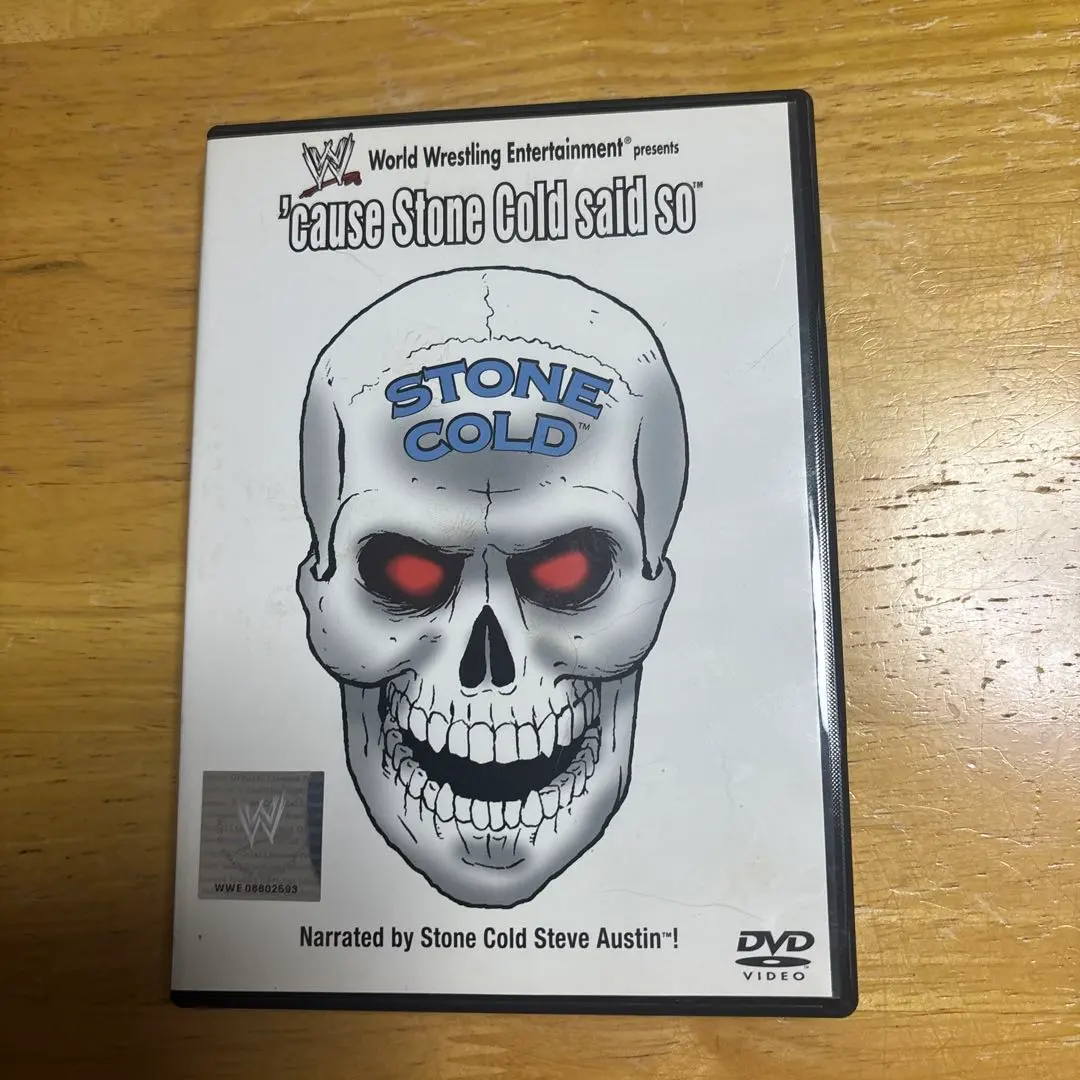 World Wrestling Entertainment® presents
'cause Stone Cold said so™
STONE
COLD™
W
WWE 08802593
Narrated by Stone Cold Steve Austin™!
DVD
VIDEO